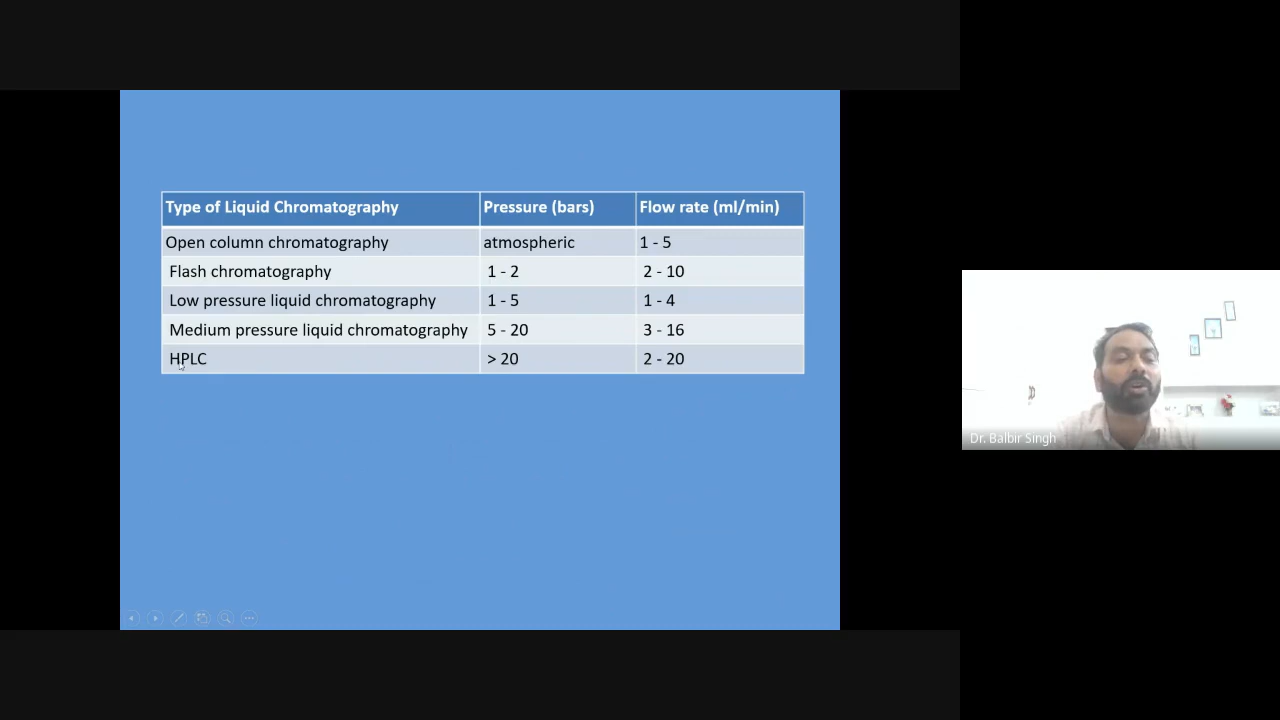 Type of Liquid Chromatography Pressure (bars) Flow rate (ml/min)
Open column chromatography atmospheric 1 - 5
Flash chromatography 1 - 2 2 - 10
Low pressure liquid chromatography 1 - 5 1 - 4
Medium pressure liquid chromatography 5 - 20 3 - 16
HPLC > 20 2 - 20
Dr. Balbir Singh